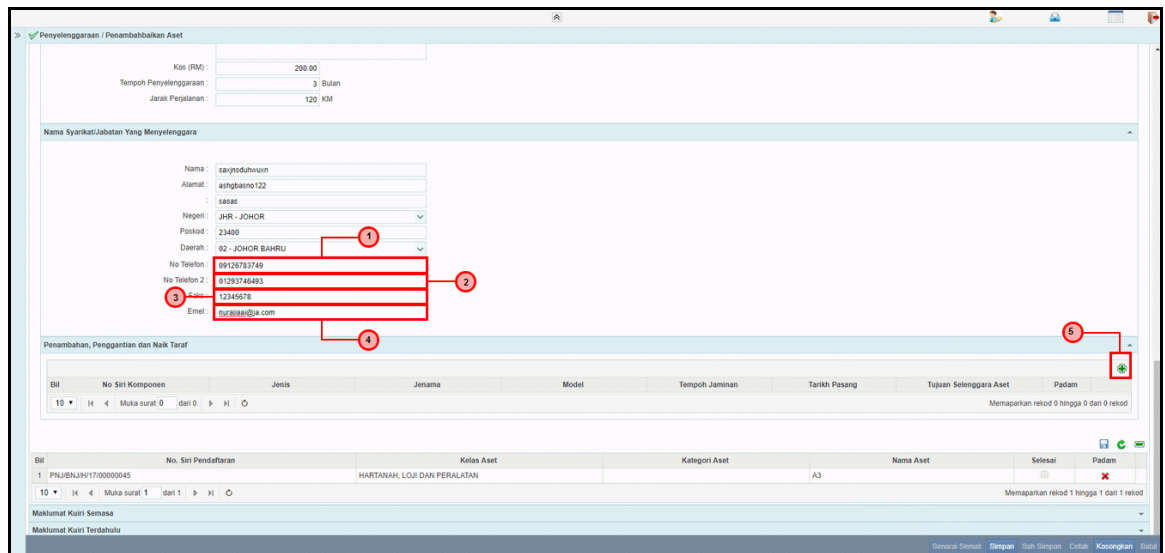 Penyelenggaraan / Penambahbaikan Aset
Kos (RM) : 200.00
Tempoh Penyelenggaraan : 3 Bulan
Jarak Perjalanan : 120 KM
Nama Syarikat/Jabatan Yang Menyelenggara
Nama : saxjnsduhwuxn
Alamat : ashgbasno122
: sasas
Negeri : JHR - JOHOR
Poskod : 23400
Daerah : 02 - JOHOR BAHRU
1
No Telefon : 09126783749
No Telefon 2 : 01293746493
2
3
Faks : 12345678
Emel : nurajjaai@ja.com
4
5
Penambahan, Penggantian dan Naik Taraf
Bil No Siri Komponen Jenis Jenama Model Tempoh Jaminan Tarikh Pasang Tujuan Selenggara Aset Padam
10 Muka surat 0 dari 0 Memaparkan rekod 0 hingga 0 dari 0 rekod
Bil No. Siri Pendaftaran Kelas Aset Kategori Aset Nama Aset Selesai Padam
1 PNJ/BNJ/H/17/00000045 HARTANAH, LOJI DAN PERALATAN A3
10 Muka surat 1 dari 1 Memaparkan rekod 1 hingga 1 dari 1 rekod
Maklumat Kuiri Semasa
Maklumat Kuiri Terdahulu
Senarai Semak Simpan Sah Simpan Cetak Kosongkan Batal